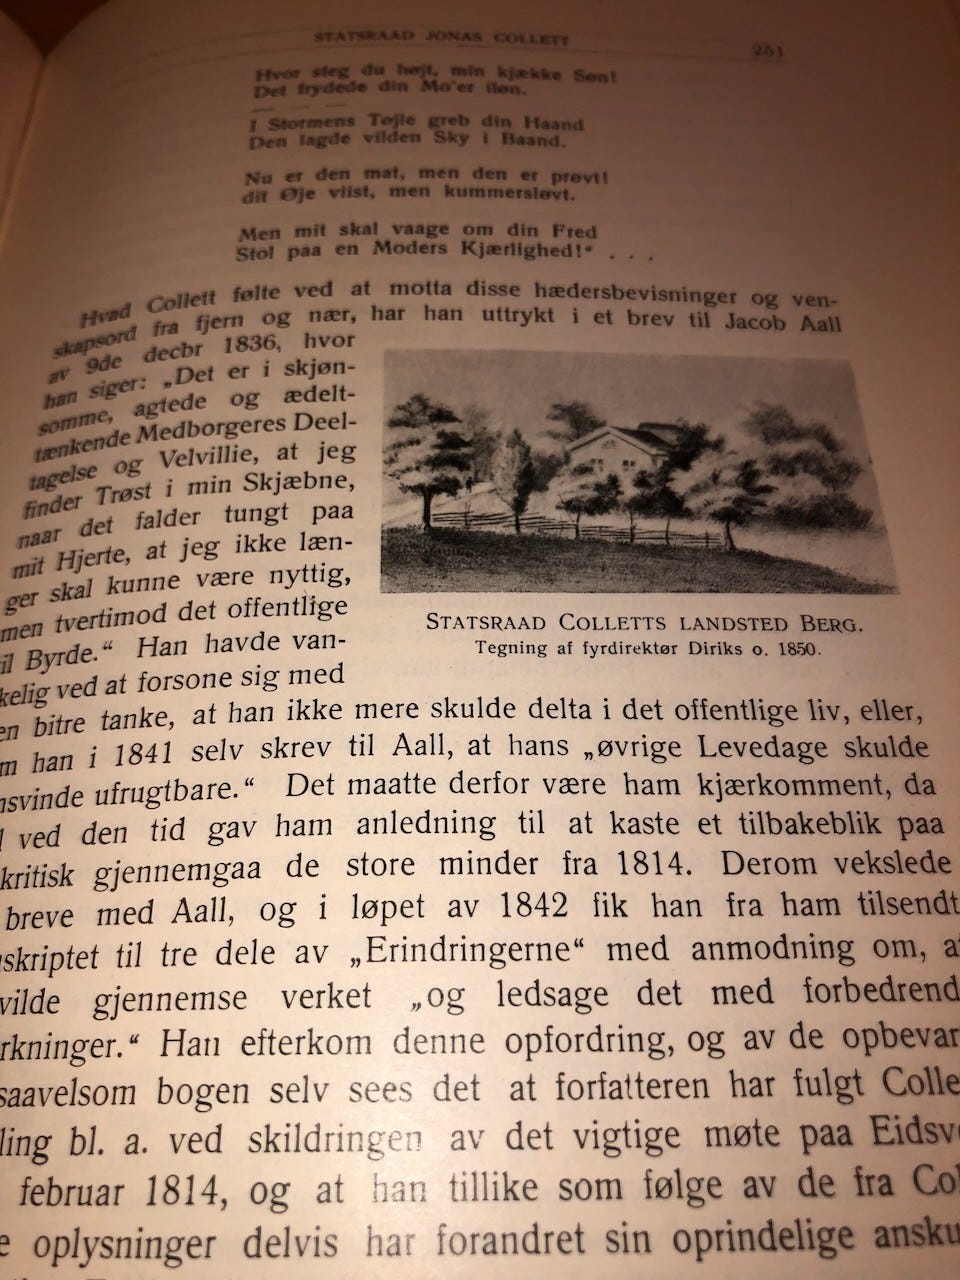 STATSRAAD JONAS COLLETT
251
Hvor steg du højt, min kjække Søn!
Det frydede din Mo'er iløn.
— — —
I Stormens Tøjle greb din Haand
Den lagde vilden Sky i Baand.
Nu er den mat, men den er prøvt!
dit Øje viist, men kummersløvt.
Men mit skal vaage om din Fred
Stol paa en Moders Kjærlighed!“ . . .
Hvad Collett følte ved at motta disse hædersbevisninger og ven-
skapsord fra fjern og nær, har han uttrykt i et brev til Jacob Aall
av 9de decbr 1836, hvor
han siger: „Det er i skjøn-
somme, agtede og ædelt-
tænkende Medborgeres Deel-
tagelse og Velvillie, at jeg
finder Trøst i min Skjæbne,
naar det falder tungt paa
mit Hjerte, at jeg ikke læn-
ger skal kunne være nyttig,
men tvertimod det offentlige
il Byrde.“ Han havde van-
kelig ved at forsone sig med
en bitre tanke, at han ikke mere skulde delta i det offentlige liv, eller,
m han i 1841 selv skrev til Aall, at hans „øvrige Levedage skulde
nsvinde ufrugtbare.“ Det maatte derfor være ham kjærkomment, da
ved den tid gav ham anledning til at kaste et tilbakeblik paa
kritisk gjennemgaa de store minder fra 1814. Derom vekslede
breve med Aall, og i løpet av 1842 fik han fra ham tilsendt
skriptet til tre dele av „Erindringerne“ med anmodning om, a
vilde gjennemse verket „og ledsage det med forbedrend
rkninger.“ Han efterkom denne opfordring, og av de opbevar
saavelsom bogen selv sees det at forfatteren har fulgt Colle
ling bl. a. ved skildringen av det vigtige møte paa Eidsvo
februar 1814, og at han tillike som følge av de fra Col
e oplysninger delvis har forandret sin oprindelige ansku
STATSRAAD COLLETTS LANDSTED BERG.
Tegning af fyrdirektør Diriks o. 1850.